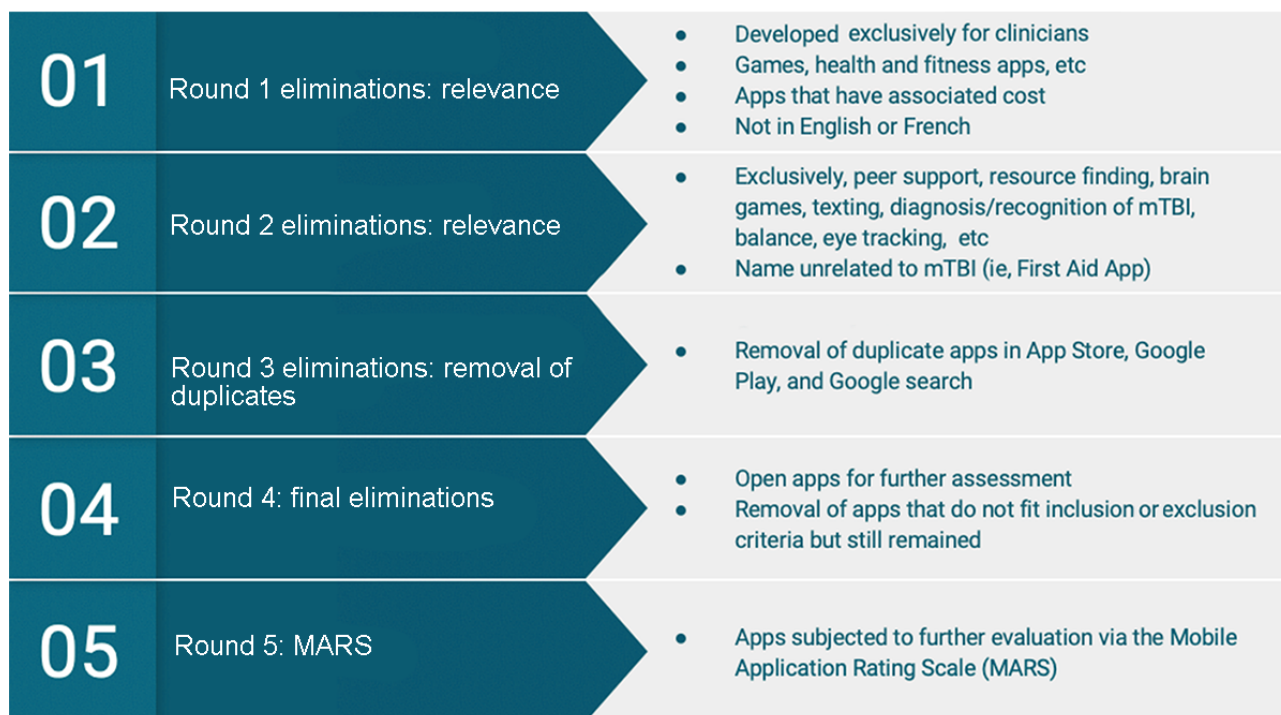 01
Round 1 eliminations: relevance
• Developed exclusively for clinicians
• Games, health and fitness apps, etc
• Apps that have associated cost
• Not in English or French
02
Round 2 eliminations: relevance
• Exclusively, peer support, resource finding, brain
games, texting, diagnosis/recognition of mTBI,
balance, eye tracking, etc
• Name unrelated to mTBI (ie, First Aid App)
03
Round 3 eliminations: removal of
duplicates
• Removal of duplicate apps in App Store, Google
Play, and Google search
04
Round 4: final eliminations
• Open apps for further assessment
• Removal of apps that do not fit inclusion or exclusion
criteria but still remained
05
Round 5: MARS
• Apps subjected to further evaluation via the Mobile
Application Rating Scale (MARS)